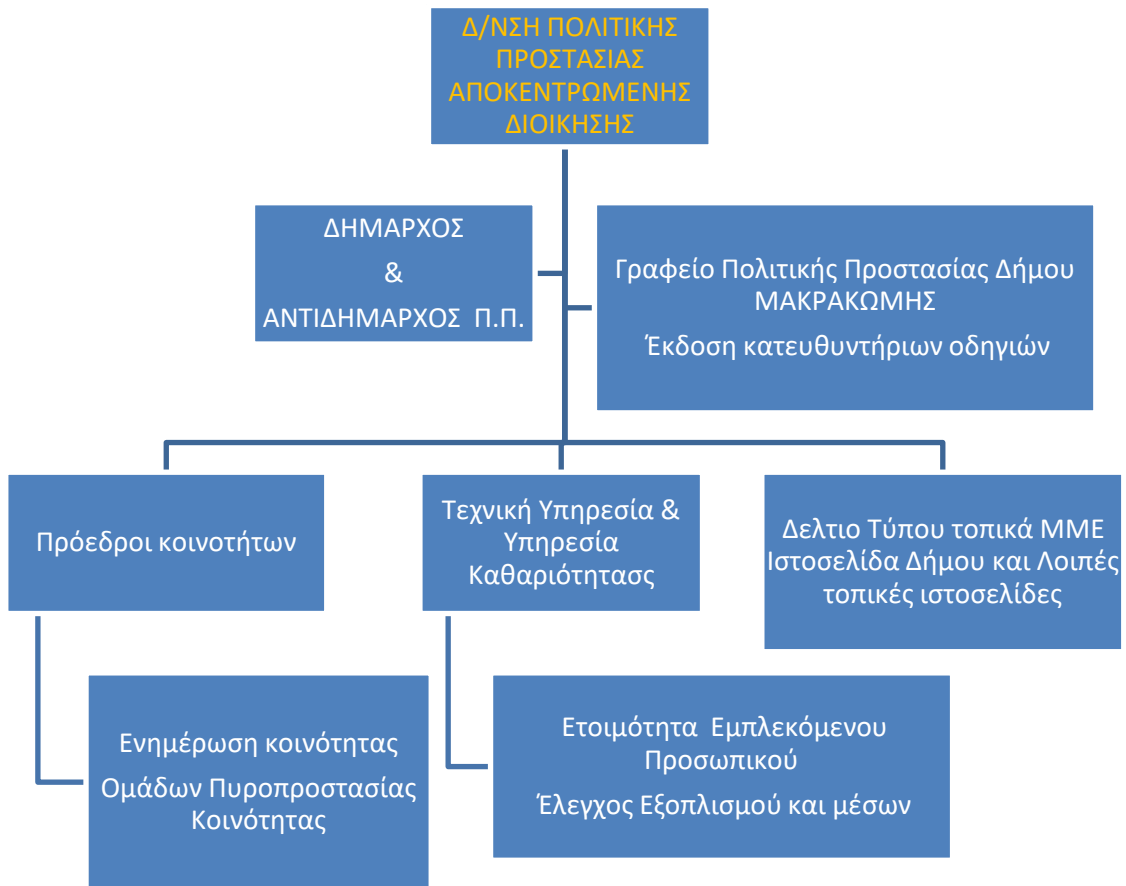 Δ/ΝΣΗ ΠΟΛΙΤΙΚΗΣ
ΠΡΟΣΤΑΣΙΑΣ
ΑΠΟΚΕΝΤΡΩΜΕΝΗΣ
ΔΙΟΙΚΗΣΗΣ
ΔΗΜΑΡΧΟΣ
&
ΑΝΤΙΔΗΜΑΡΧΟΣ Π.Π.
Γραφείο Πολιτικής Προστασίας Δήμου
ΜΑΚΡΑΚΩΜΗΣ
Έκδοση κατευθυντήριων οδηγιών
Πρόεδροι κοινοτήτων
Τεχνική Υπηρεσία &
Υπηρεσία
Καθαριότητασς
Δελτιο Τύπου τοπικά ΜΜΕ
Ιστοσελίδα Δήμου και Λοιπές
τοπικές ιστοσελίδες
Ενημέρωση κοινότητας
Ομάδων Πυροπροστασίας
Κοινότητας
Ετοιμότητα Εμπλεκόμενου
Προσωπικού
Έλεγχος Εξοπλισμού και μέσων